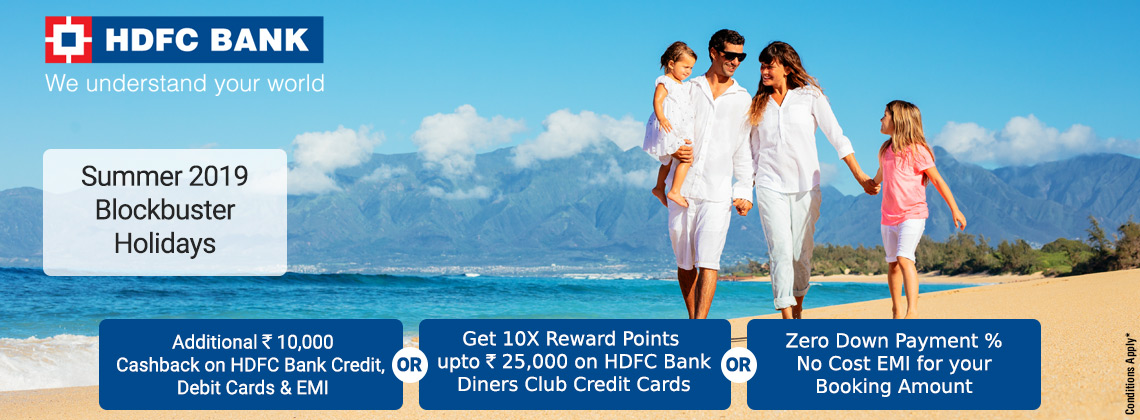 HDFC BANK
We understand your world
Summer 2019
Blockbuster
Holidays
Additional ₹ 10,000
Cashback on HDFC Bank Credit,
Debit Cards & EMI
OR
Get 10X Reward Points
upto ₹ 25,000 on HDFC Bank
Diners Club Credit Cards
OR
Zero Down Payment %
No Cost EMI for your
Booking Amount
Conditions Apply*